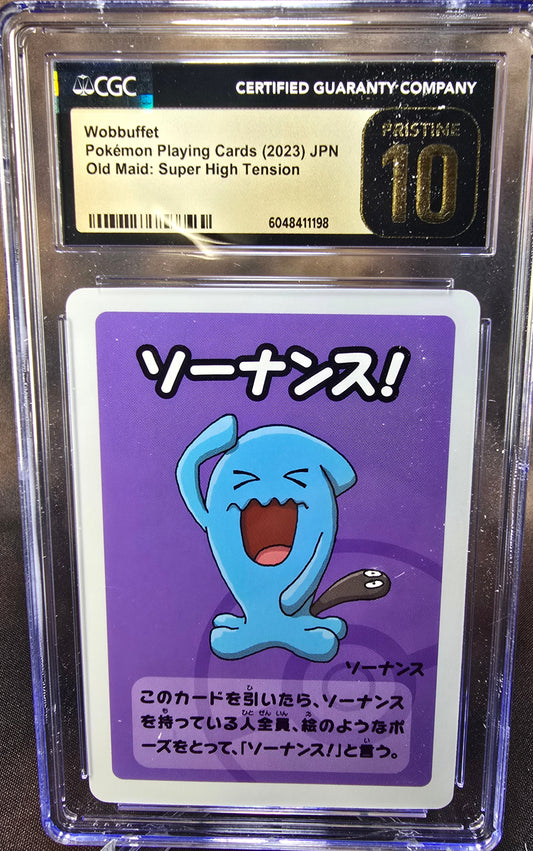 CGC
CERTIFIED GUARANTY COMPANY
Wobbuffet
Pokémon Playing Cards (2023) JPN
Old Maid: Super High Tension
6048411198
PRISTINE
10
ソーナンス!
ソーナンス
このカードを引いたら、ソーナンス
を持っている人全員、絵のようなポ
ーズをとって、「ソーナンス!」と言う。